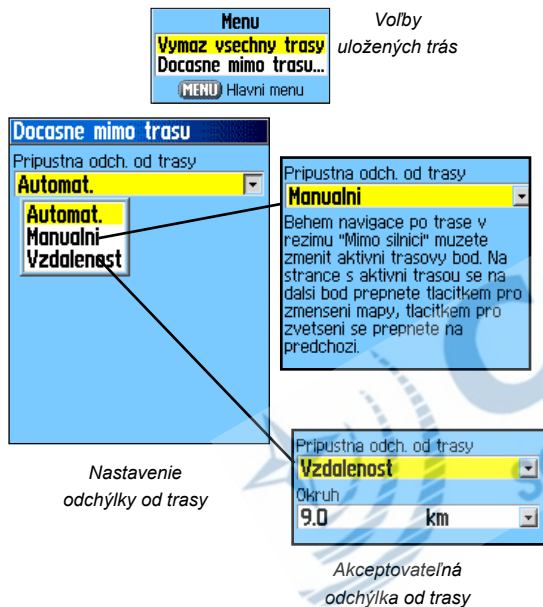 Menu
Vymaz vsechny trasy
Docasne mimo trasu...
MENU Hlavni menu
Voľby
uložených trás
Docasne mimo trasu
Pripustna odch. od trasy
Automat.
Automat.
Manualni
Vzdalenost
Nastavenie
odchýlky od trasy
Pripustna odch. od trasy
Manualni
Behem navigace po trase v
rezimu "Mimo silnici" muzete
zmenit aktivni trasovy bod. Na
strance s aktivni trasou se na
dalsi bod prepnete tlacitkem pro
zmenseni mapy, tlacitkem pro
zvetseni se prepnete na
predchozi.
Pripustna odch. od trasy
Vzdalenost
Okruh
9.0 km
Akceptovateľná
odchýlka od trasy